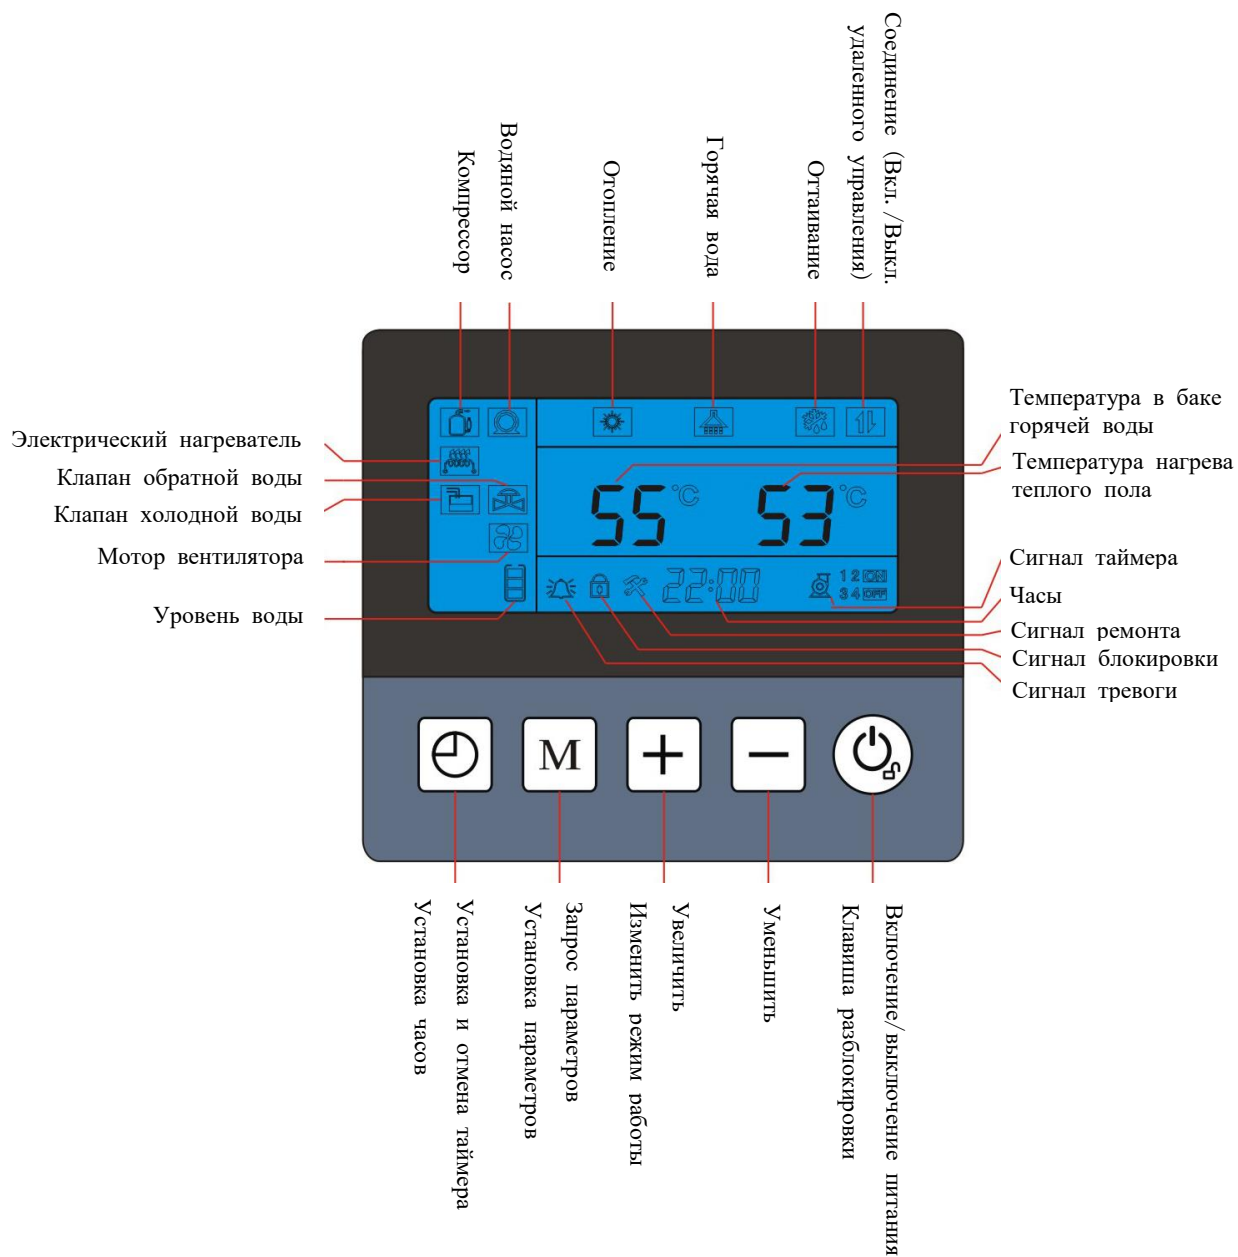 Соединение (Вкл./Выкл.
удаленного управления)
Оттаивание
Горячая вода
Отопление
Водяной насос
Компрессор
Электрический нагреватель
Клапан обратной воды
Клапан холодной воды
Мотор вентилятора
Уровень воды
55 °C
53 °C
22:00
1 2 ON
3 4 OFF
Температура в баке
горячей воды
Температура нагрева
теплого пола
Сигнал таймера
Часы
Сигнал ремонта
Сигнал блокировки
Сигнал тревоги
M
Установка и отмена таймера
Установка часов
Запрос параметров
Установка параметров
Увеличить
Изменить режим работы
Уменьшить
Включение/выключение питания
Клавиша разблокировки